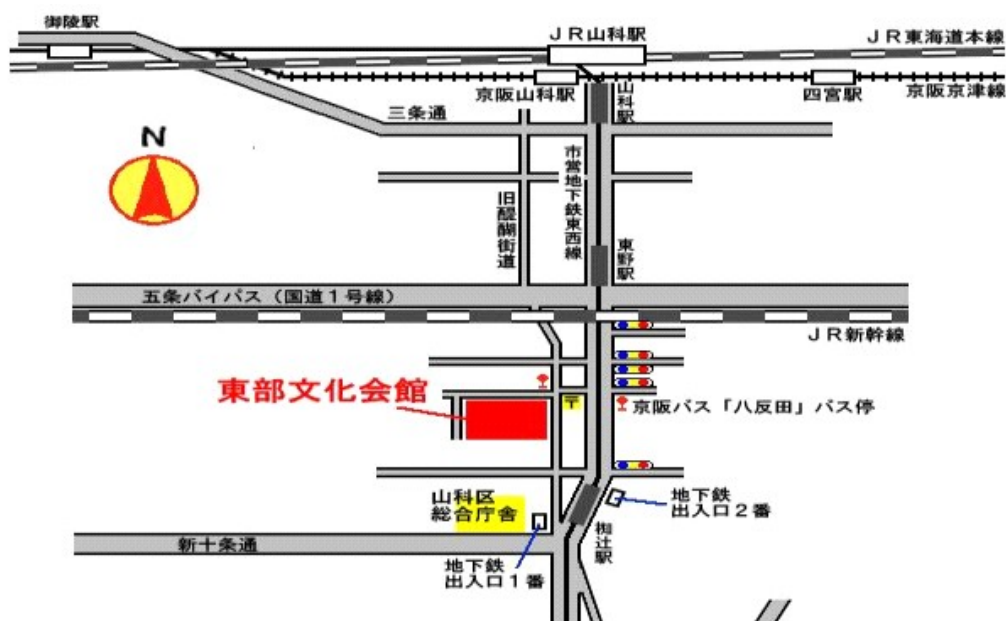 御陵駅
JR山科駅
JR東海道本線
京阪山科駅
山科駅
四宮駅
京阪京津線
三条通
N
市営地下鉄東西線
旧醍醐街道
東野駅
五条バイパス(国道1号線)
JR新幹線
東部文化会館
〒
京阪バス「八反田」バス停
山科区
総合庁舎
地下鉄
出入口2番
椥辻駅
新十条通
地下鉄
出入口1番